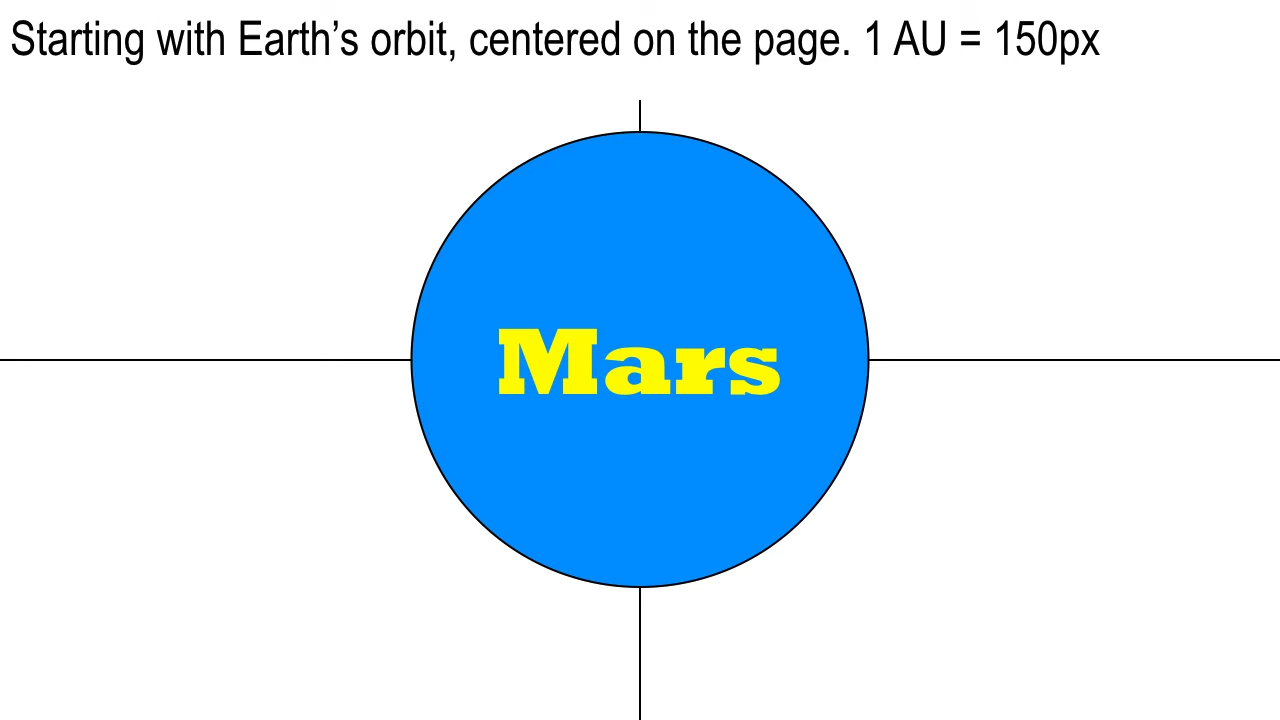 Starting with Earth’s orbit, centered on the page. 1 AU = 150px
Mars